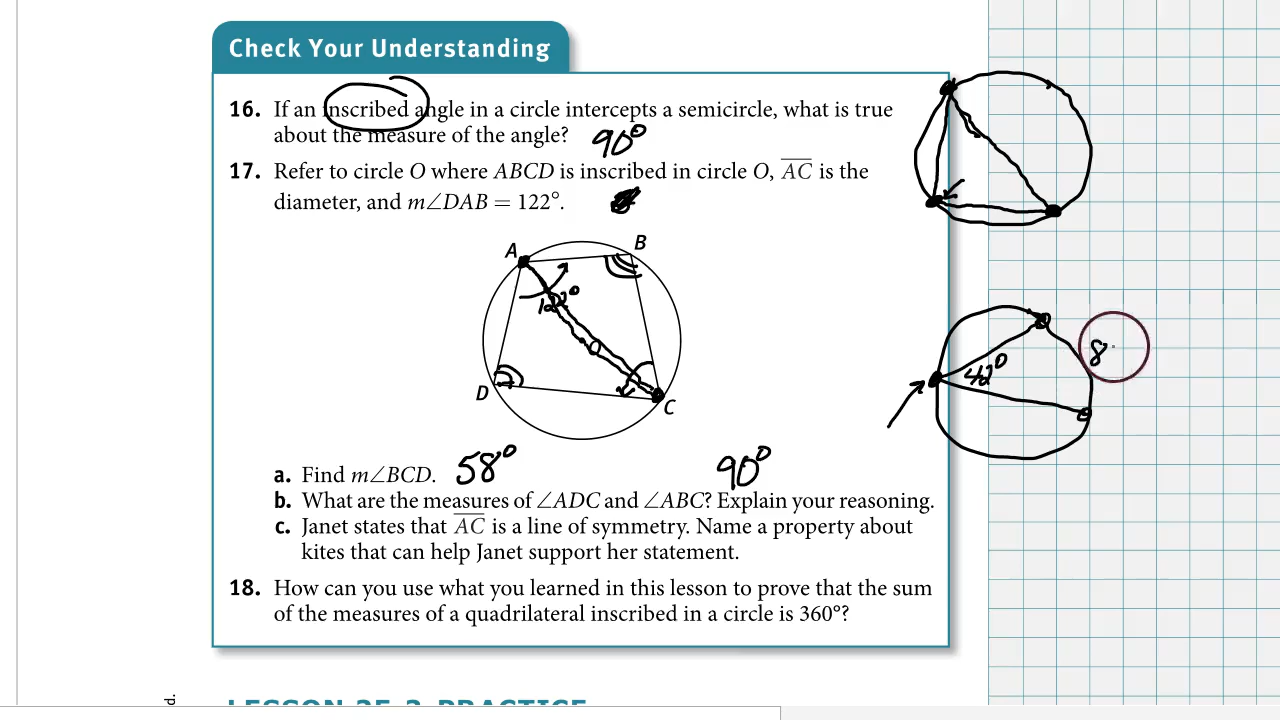 Check Your Understanding
16. If an inscribed angle in a circle intercepts a semicircle, what is true
about the measure of the angle? 90°
17. Refer to circle O where ABCD is inscribed in circle O, AC is the
diameter, and m∠DAB = 122°.
A
B
122°
O
D
C
42°
8
a. Find m∠BCD. 58°
90°
b. What are the measures of ∠ADC and ∠ABC? Explain your reasoning.
c. Janet states that AC is a line of symmetry. Name a property about
kites that can help Janet support her statement.
18. How can you use what you learned in this lesson to prove that the sum
of the measures of a quadrilateral inscribed in a circle is 360°?
d.
LESSON 25-2 PRACTICE